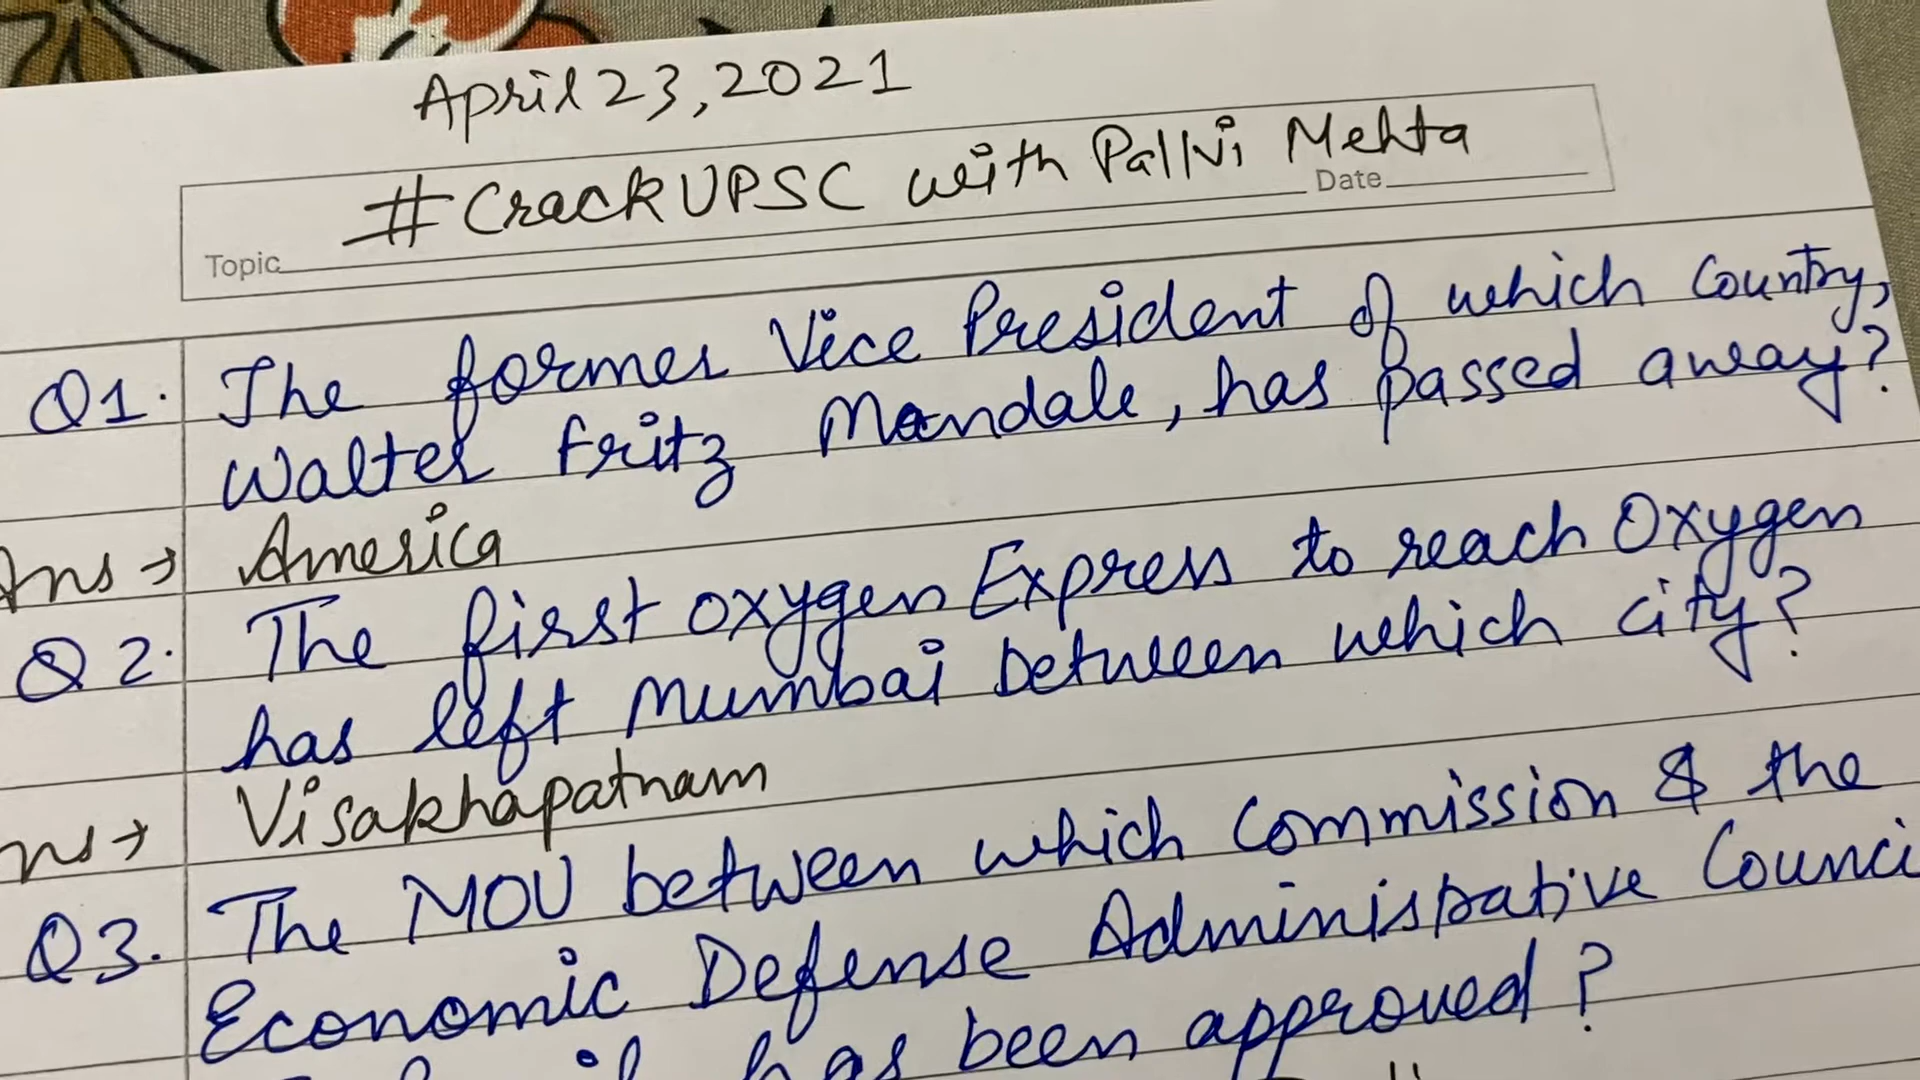 April 23, 2021
#CrackUPSC with Pallvi Mehta
Topic Date
Q1. The former Vice President of which Country,
Walter Fritz Mandale, has passed away?
Ans → America
Q2. The first oxygen Express to reach Oxygen
has left Mumbai between which city?
ns → Visakhapatnam
Q3. The MOU between which Commission & the
Economic Defense Administrative Counci
has been approved?